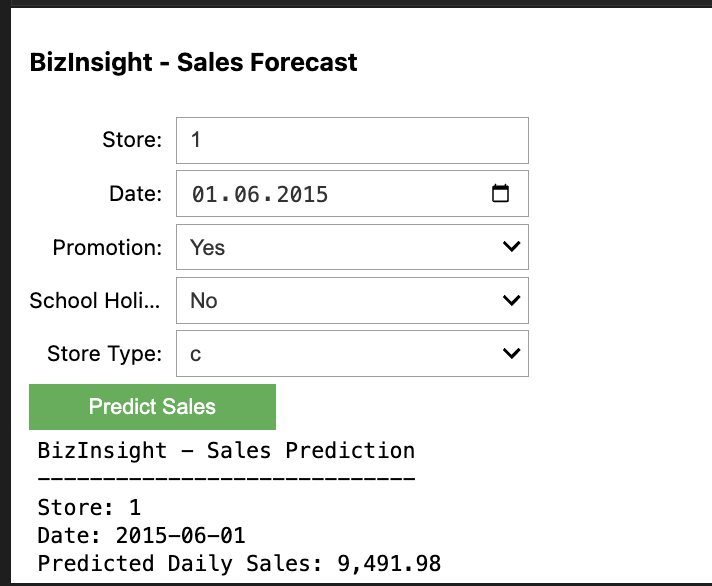 BizInsight - Sales Forecast
Store: 1
Date: 01.06.2015
Promotion: Yes
School Holi... No
Store Type: c
Predict Sales
BizInsight - Sales Prediction
-----------------------------
Store: 1
Date: 2015-06-01
Predicted Daily Sales: 9,491.98